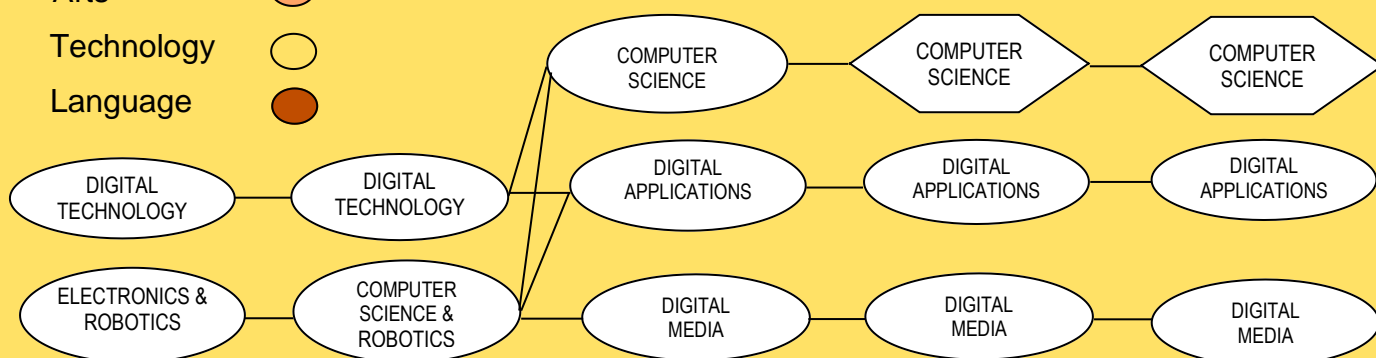 Arts
Technology
Language
COMPUTER
SCIENCE
COMPUTER
SCIENCE
COMPUTER
SCIENCE
DIGITAL
TECHNOLOGY
DIGITAL
TECHNOLOGY
DIGITAL
APPLICATIONS
DIGITAL
APPLICATIONS
DIGITAL
APPLICATIONS
ELECTRONICS &
ROBOTICS
COMPUTER
SCIENCE &
ROBOTICS
DIGITAL
MEDIA
DIGITAL
MEDIA
DIGITAL
MEDIA